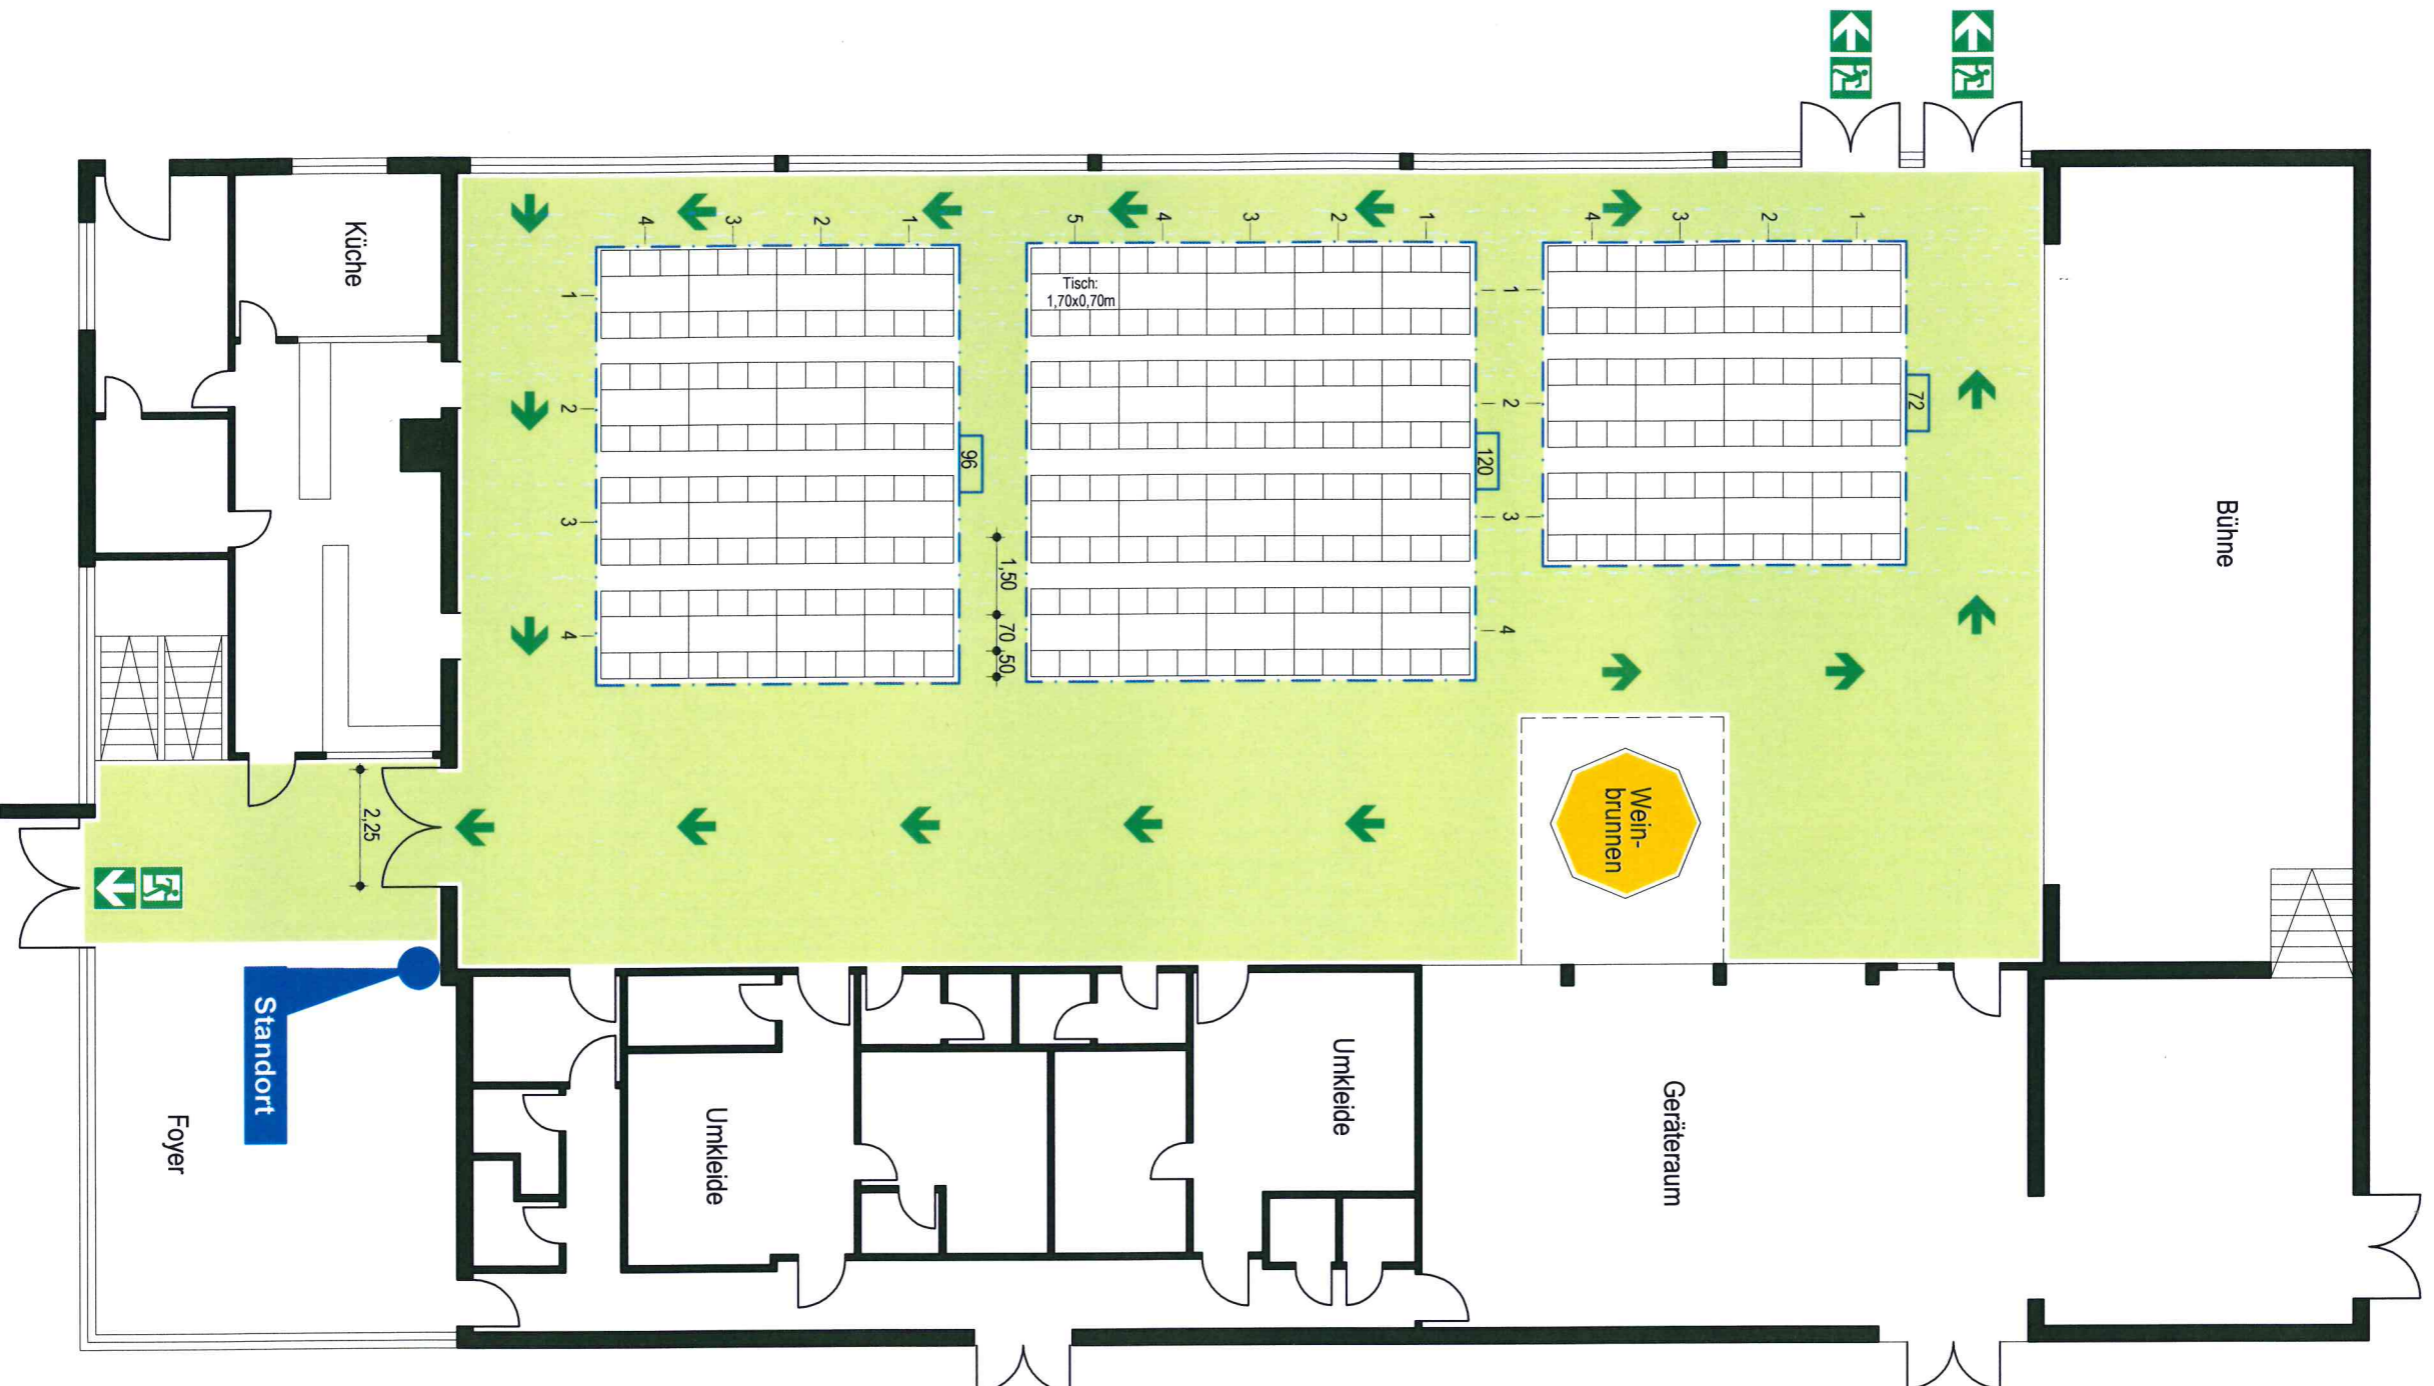 Küche
4
3
2
1
5
4
3
2
1
4
3
2
1
Tisch:
1,70x0,70m
1
2
3
4
1
2
3
4
96
120
72
1,50
70
50
Bühne
Wein-
brunnen
2,25
Standort
Foyer
Umkleide
Umkleide
Geräteraum